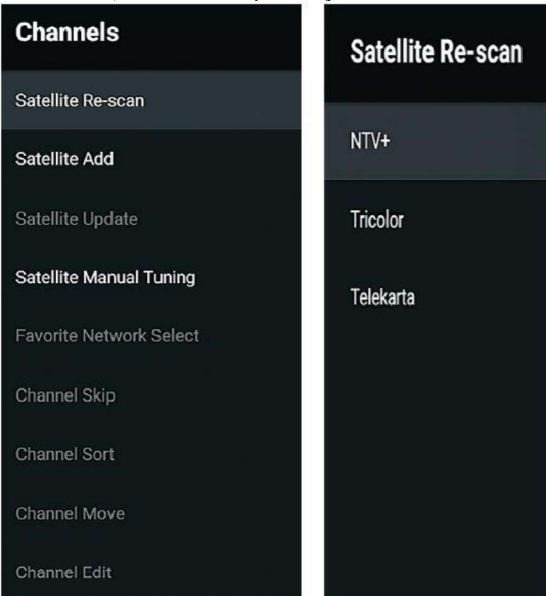 Channels
Satellite Re-scan
Satellite Add
Satellite Update
Satellite Manual Tuning
Favorite Network Select
Channel Skip
Channel Sort
Channel Move
Channel Edit
Satellite Re-scan
NTV+
Tricolor
Telekarta